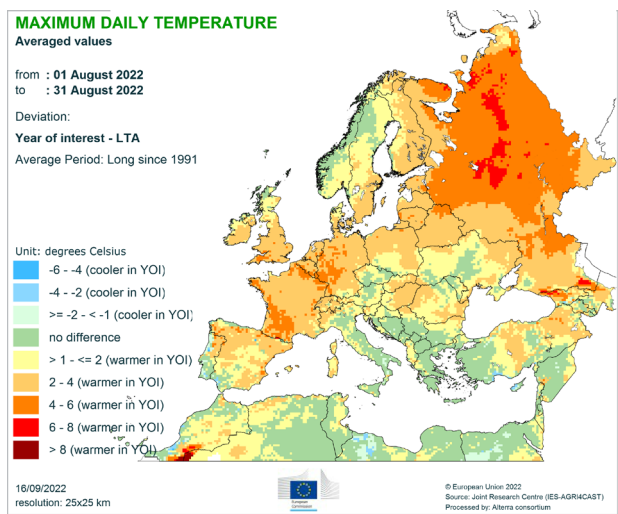 MAXIMUM DAILY TEMPERATURE
Averaged values
from : 01 August 2022
to : 31 August 2022
Deviation:
Year of interest - LTA
Average Period: Long since 1991
Unit: degrees Celsius
-6 - -4 (cooler in YOI)
-4 - -2 (cooler in YOI)
>= -2 - < -1 (cooler in YOI)
no difference
> 1 - <= 2 (warmer in YOI)
2 - 4 (warmer in YOI)
4 - 6 (warmer in YOI)
6 - 8 (warmer in YOI)
> 8 (warmer in YOI)
16/09/2022
resolution: 25x25 km
European
Commission
© European Union 2022
Source: Joint Research Centre (IES-AGRI4CAST)
Processed by: Alterra consortium